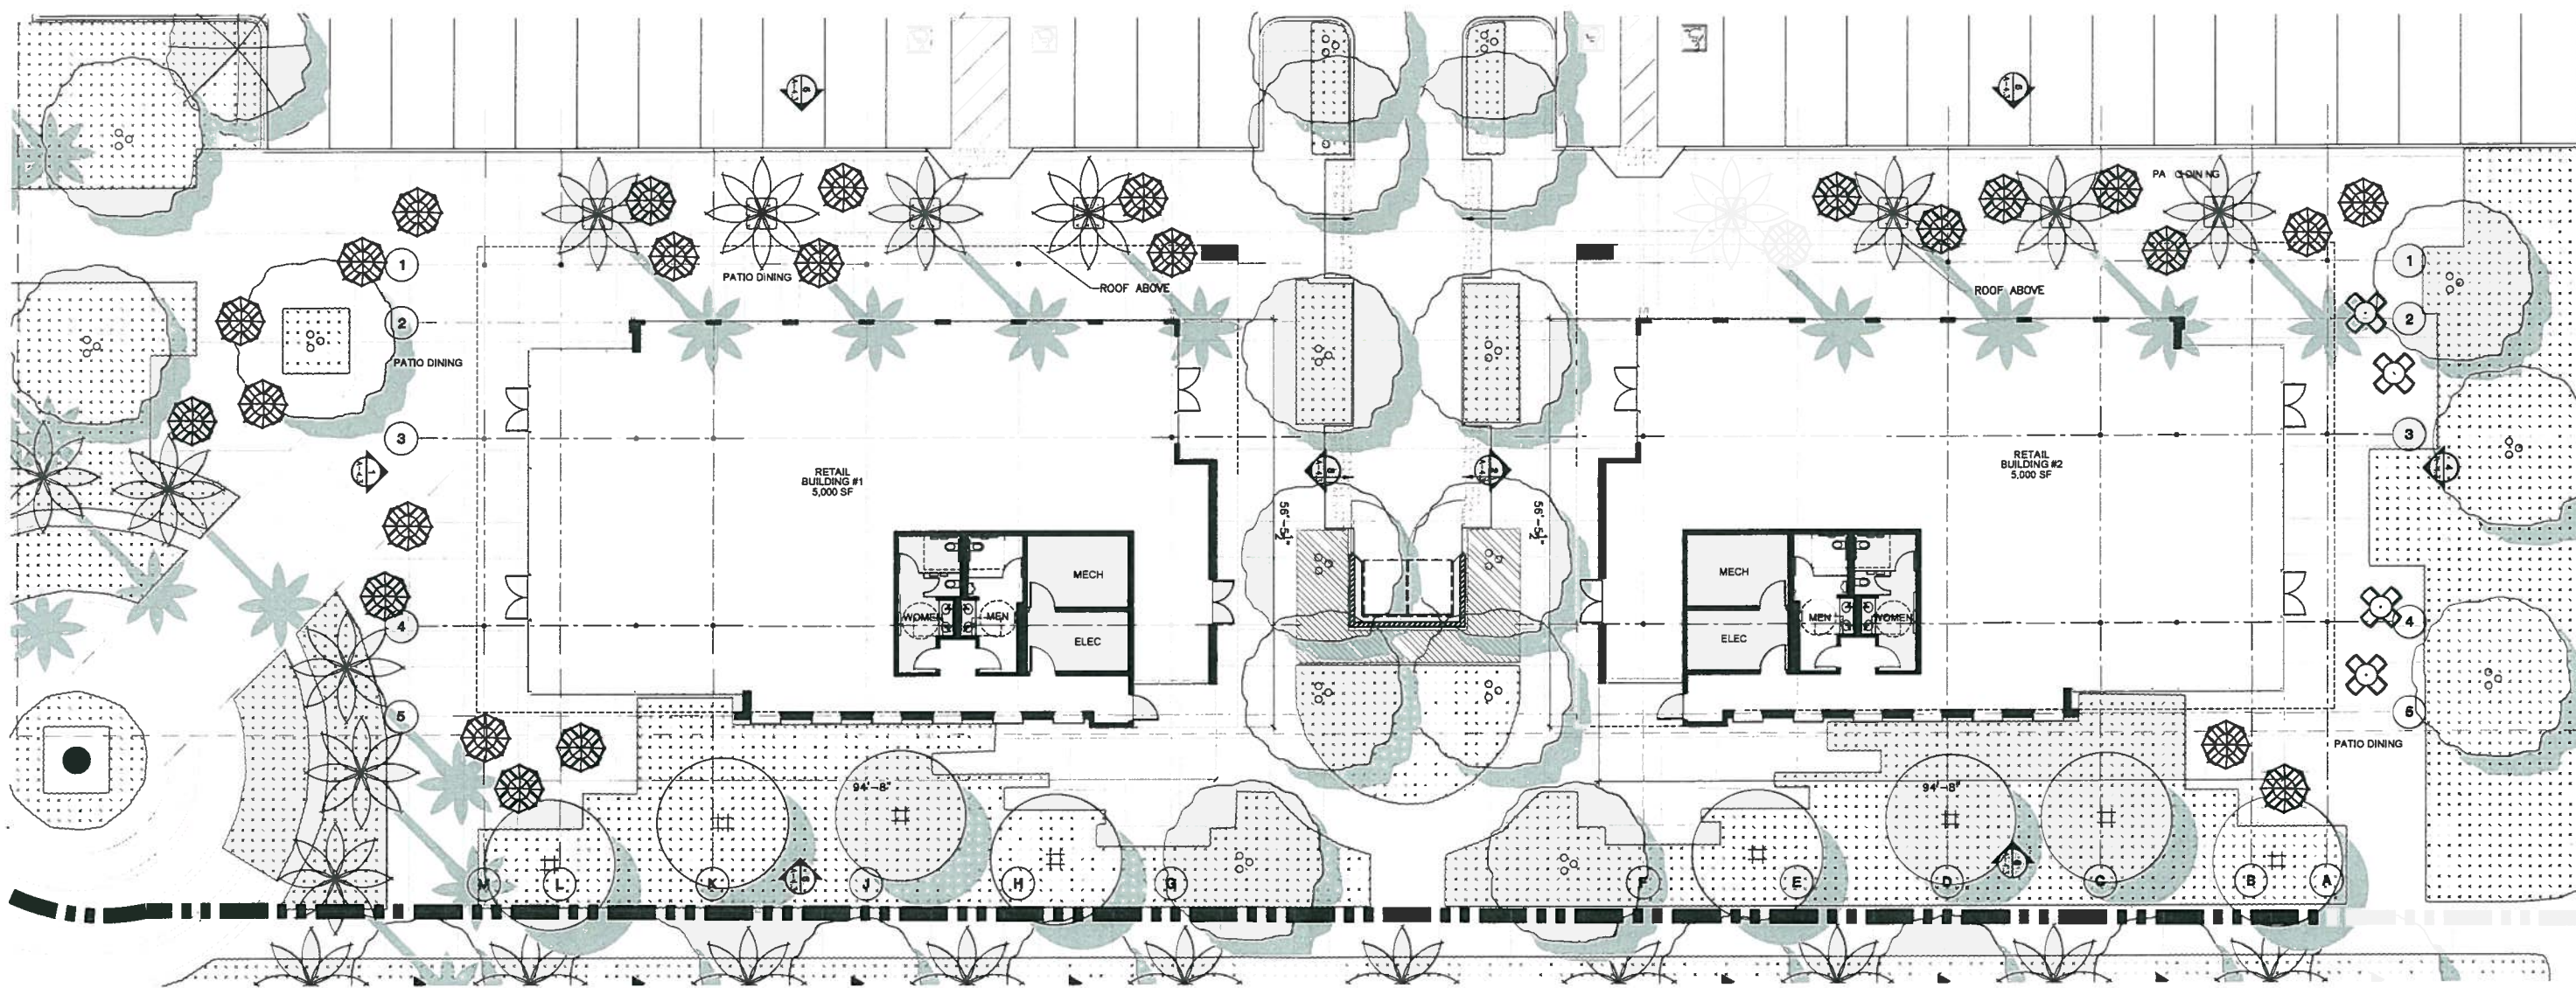 PATIO DINING
1
1
PATIO DINING
ROOF ABOVE
ROOF ABOVE
2
2
PATIO DINING
3
3
RETAIL
BUILDING #1
5,000 SF
RETAIL
BUILDING #2
5,000 SF
56'-5½"
56'-5½"
MECH
MECH
WOMEN
MEN
MEN
WOMEN
4
4
ELEC
ELEC
5
5
PATIO DINING
94'-8"
94'-8"
M
L
K
J
H
G
F
E
D
C
B
A